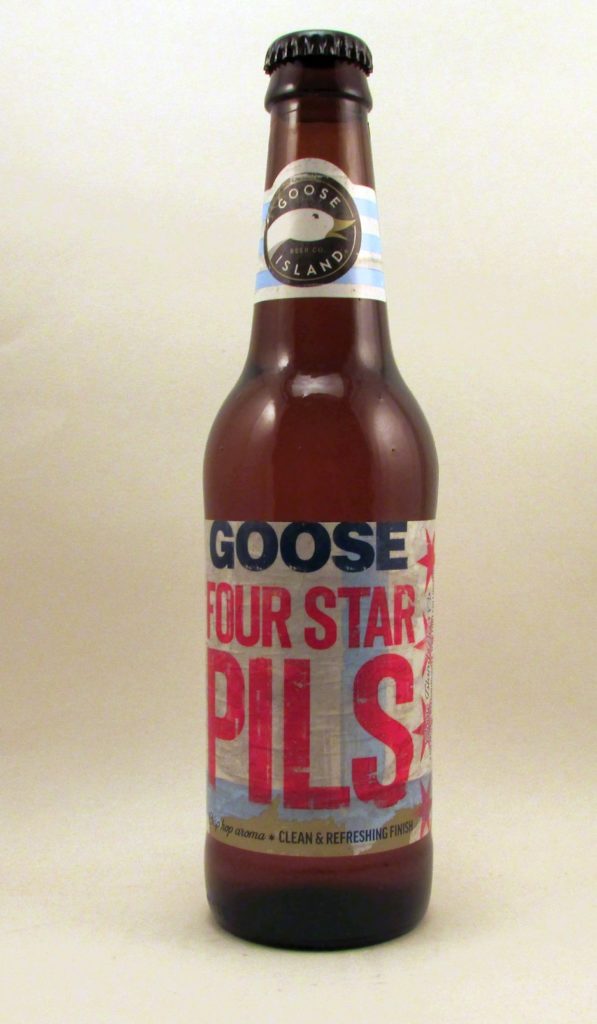 GOOSE
BEER CO.
ISLAND
GOOSE
FOUR STAR
PILS
hop aroma * CLEAN & REFRESHING FINISH